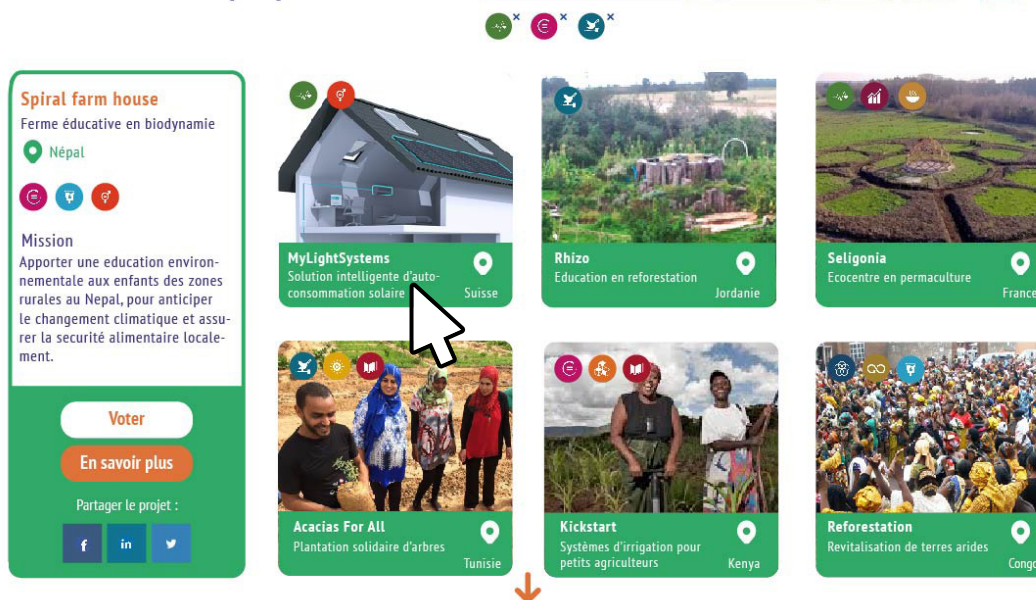 Spiral farm house
Ferme éducative en biodynamie
Népal
Mission
Apporter une education environ-
nementale aux enfants des zones
rurales au Nepal, pour anticiper
le changement climatique et assu-
rer la securité alimentaire locale-
ment.
Voter
En savoir plus
Partager le projet :
f
in
MyLightSystems
Solution intelligente d'auto-
consommation solaire
Suisse
Rhizo
Education en reforestation
Jordanie
Seligonia
Ecocentre en permaculture
France
Acacias For All
Plantation solidaire d'arbres
Tunisie
Kickstart
Systèmes d'irrigation pour
petits agriculteurs
Kenya
Reforestation
Revitalisation de terres arides
Congo